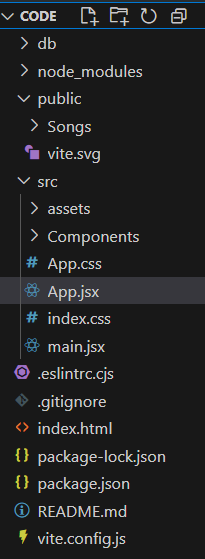 CODE
db
node_modules
public
Songs
vite.svg
src
assets
Components
App.css
App.jsx
index.css
main.jsx
.eslintrc.cjs
.gitignore
index.html
package-lock.json
package.json
README.md
vite.config.js